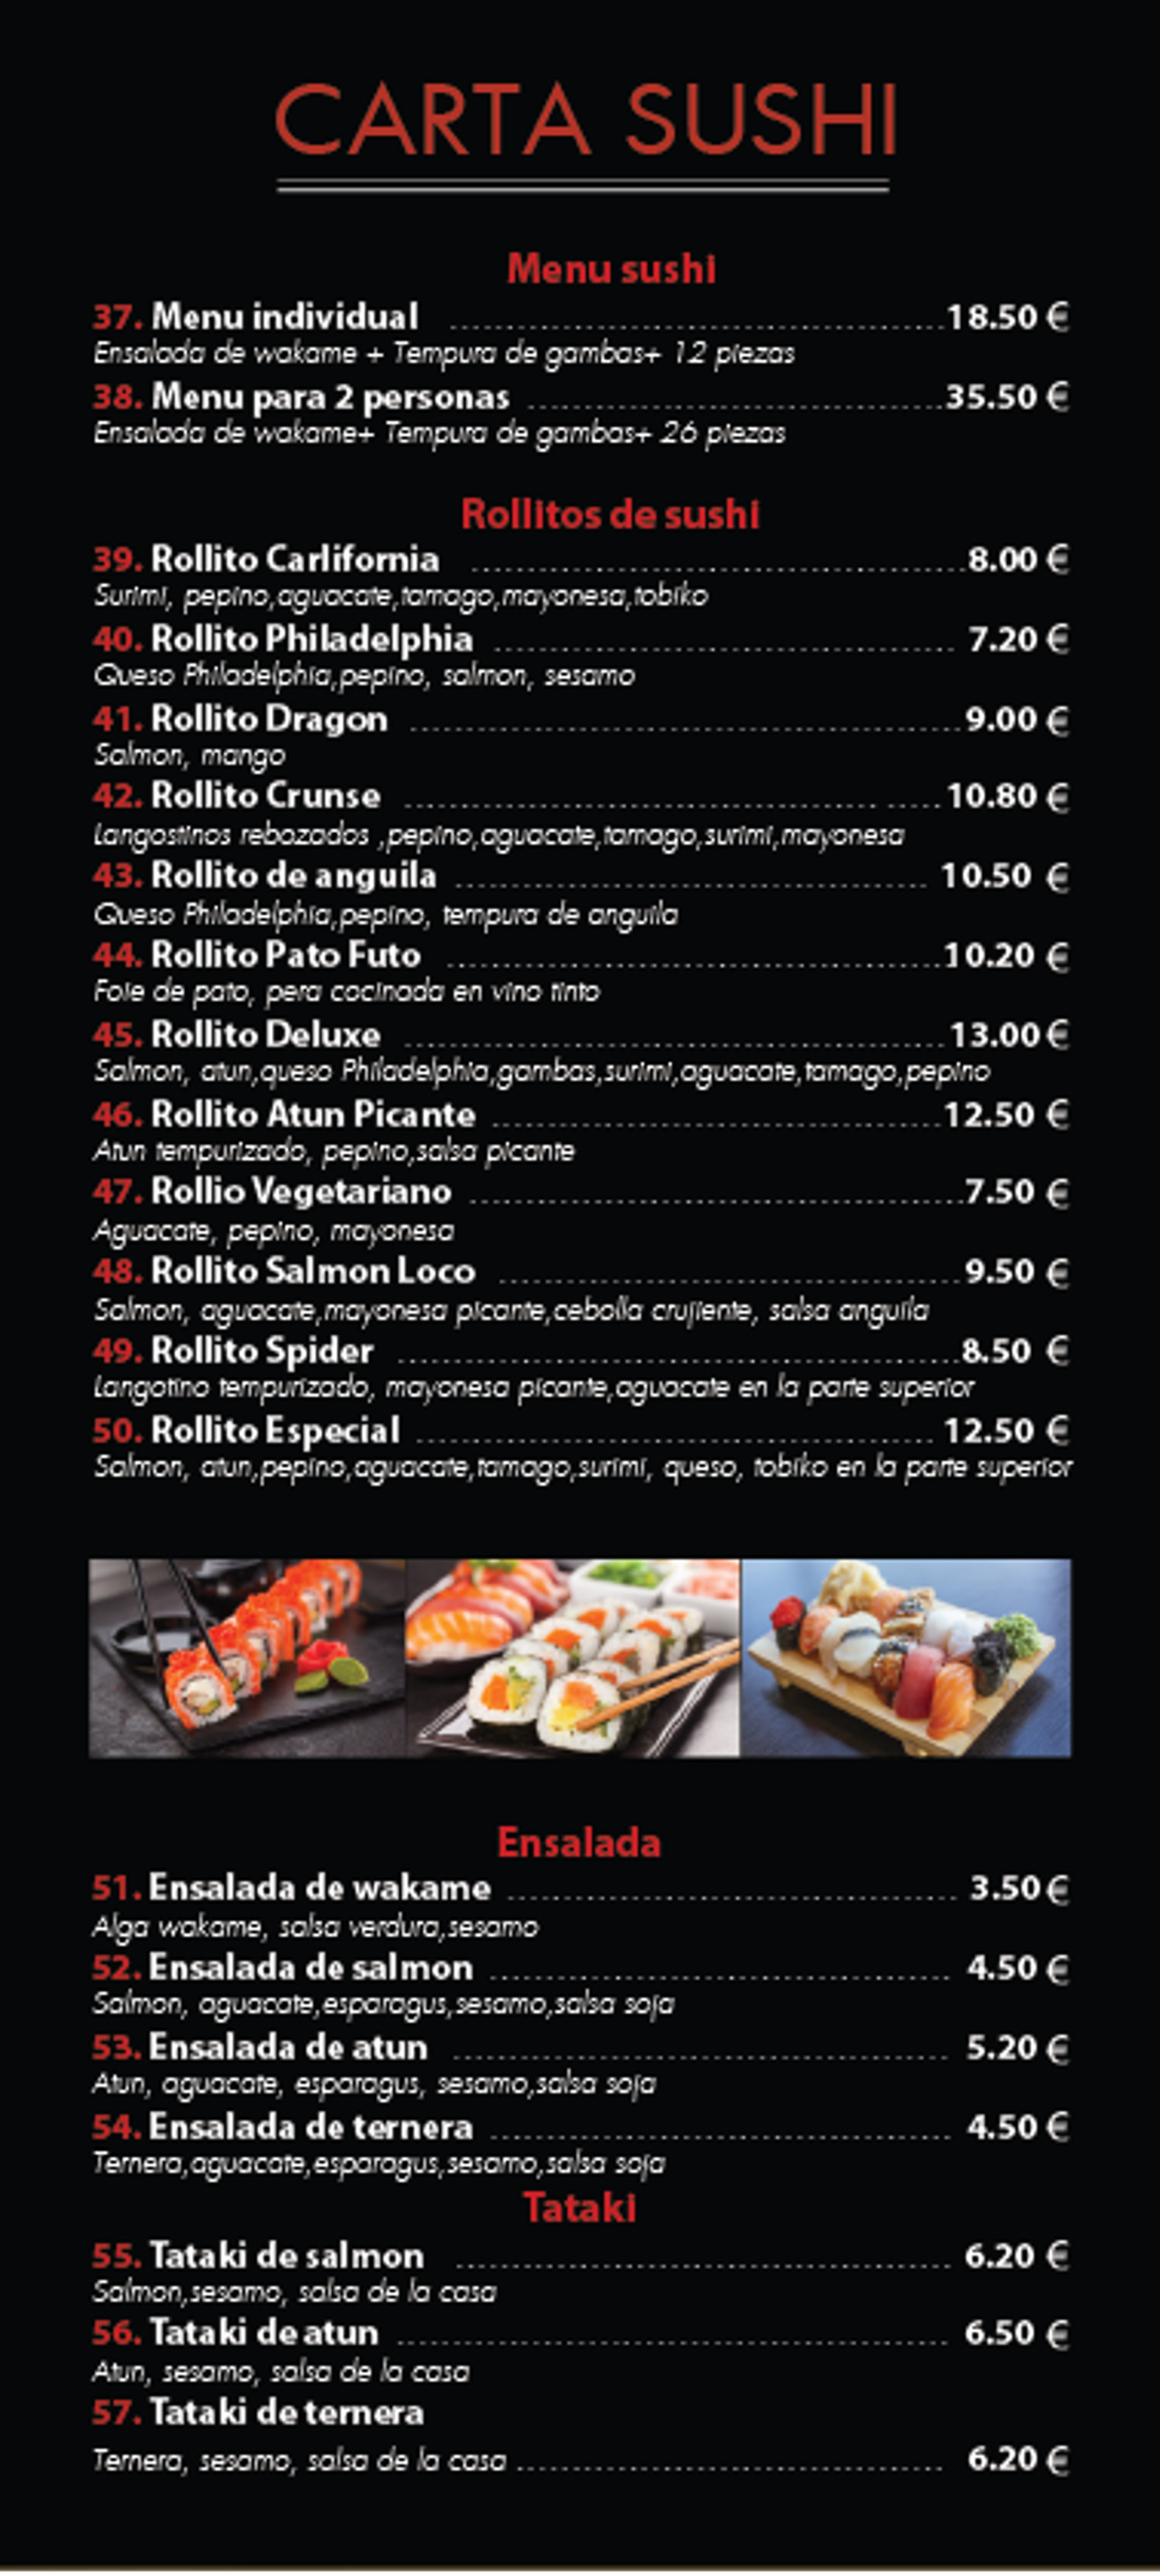 CARTA SUSHI
Menu sushi
37. Menu individual ........................................ 18.50 €
Ensalada de wakame + Tempura de gambas+ 12 piezas
38. Menu para 2 personas ........................................ 35.50 €
Ensalada de wakame+ Tempura de gambas+ 26 piezas
Rollitos de sushi
39. Rollito Carlifornia ........................................ 8.00 €
Surimi, pepino,aguacate,tamago,mayonesa,tobiko
40. Rollito Philadelphia ........................................ 7.20 €
Queso Philadelphia,pepino, salmon, sesamo
41. Rollito Dragon ........................................ 9.00 €
Salmon, mango
42. Rollito Crunse ........................................ 10.80 €
Langostinos rebozados ,pepino,aguacate,tamago,surimi,mayonesa
43. Rollito de anguila ........................................ 10.50 €
Queso Philadelphia,pepino, tempura de anguila
44. Rollito Pato Futo ........................................ 10.20 €
Foie de pato, pera cocinada en vino tinto
45. Rollito Deluxe ........................................ 13.00 €
Salmon, atun,queso Philadelphia,gambas,surimi,aguacate,tamago,pepino
46. Rollito Atun Picante ........................................ 12.50 €
Atun tempurizado, pepino,salsa picante
47. Rollio Vegetariano ........................................ 7.50 €
Aguacate, pepino, mayonesa
48. Rollito Salmon Loco ........................................ 9.50 €
Salmon, aguacate,mayonesa picante,cebolla crujiente, salsa anguila
49. Rollito Spider ........................................ 8.50 €
Langotino tempurizado, mayonesa picante,aguacate en la parte superior
50. Rollito Especial ........................................ 12.50 €
Salmon, atun,pepino,aguacate,tamago,surimi, queso, tobiko en la parte superior
Ensalada
51. Ensalada de wakame ........................................ 3.50 €
Alga wakame, salsa verdura,sesamo
52. Ensalada de salmon ........................................ 4.50 €
Salmon, aguacate,esparagus,sesamo,salsa soja
53. Ensalada de atun ........................................ 5.20 €
Atun, aguacate, esparagus, sesamo,salsa soja
54. Ensalada de ternera ........................................ 4.50 €
Ternera,aguacate,esparagus,sesamo,salsa soja
Tataki
55. Tataki de salmon ........................................ 6.20 €
Salmon,sesamo, salsa de la casa
56. Tataki de atun ........................................ 6.50 €
Atun, sesamo, salsa de la casa
57. Tataki de ternera
Ternera, sesamo, salsa de la casa ........................................ 6.20 €